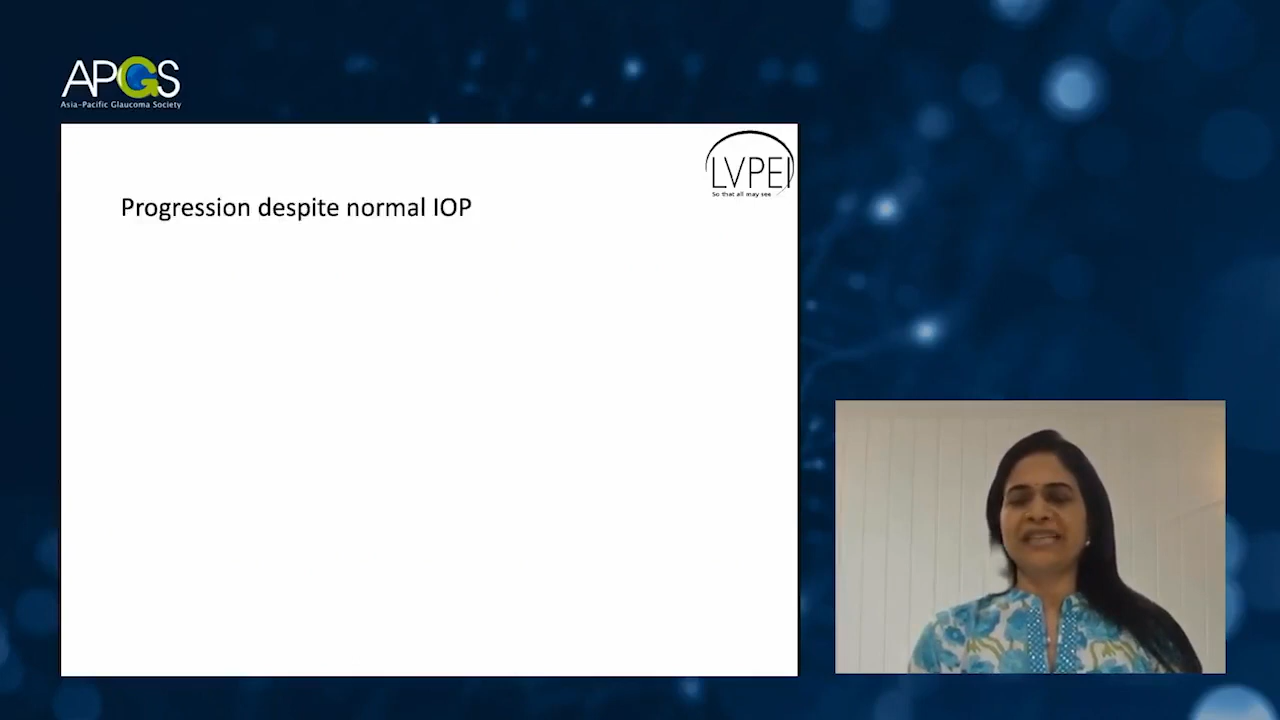 APGS
Asia-Pacific Glaucoma Society
LVPEI
So that all may see
Progression despite normal IOP